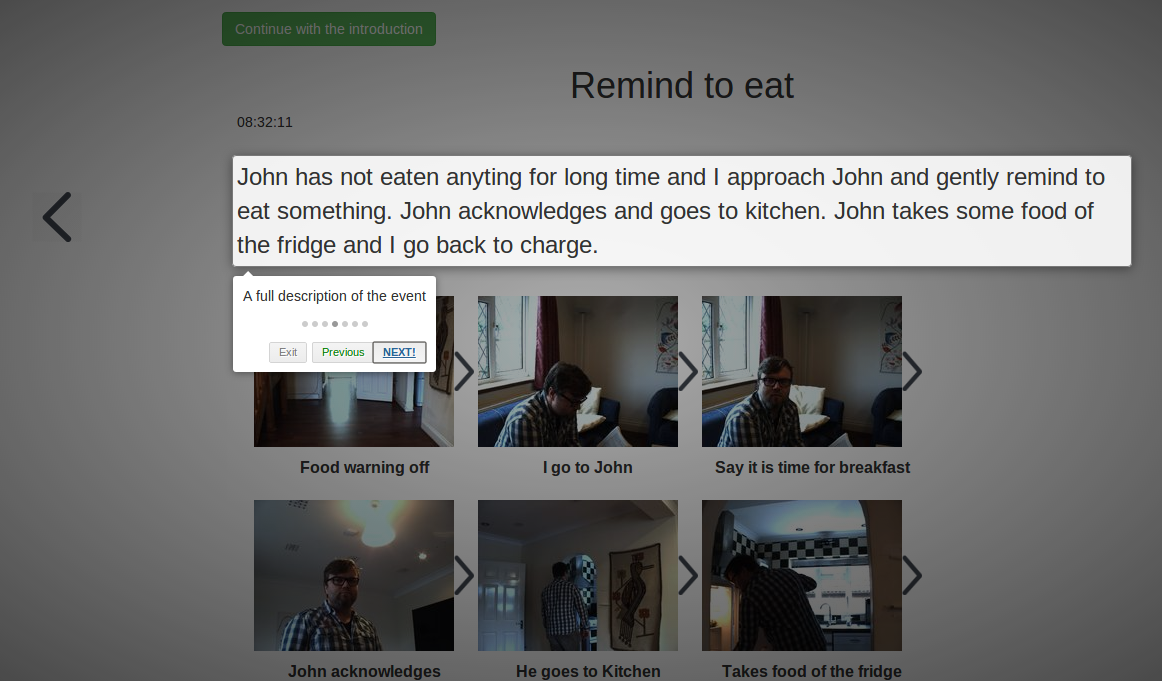 Continue with the introduction
Remind to eat
08:32:11
John has not eaten anyting for long time and I approach John and gently remind to
eat something. John acknowledges and goes to kitchen. John takes some food of
the fridge and I go back to charge.
A full description of the event
Exit Previous NEXT!
Food warning off I go to John Say it is time for breakfast
John acknowledges He goes to Kitchen Takes food of the fridge